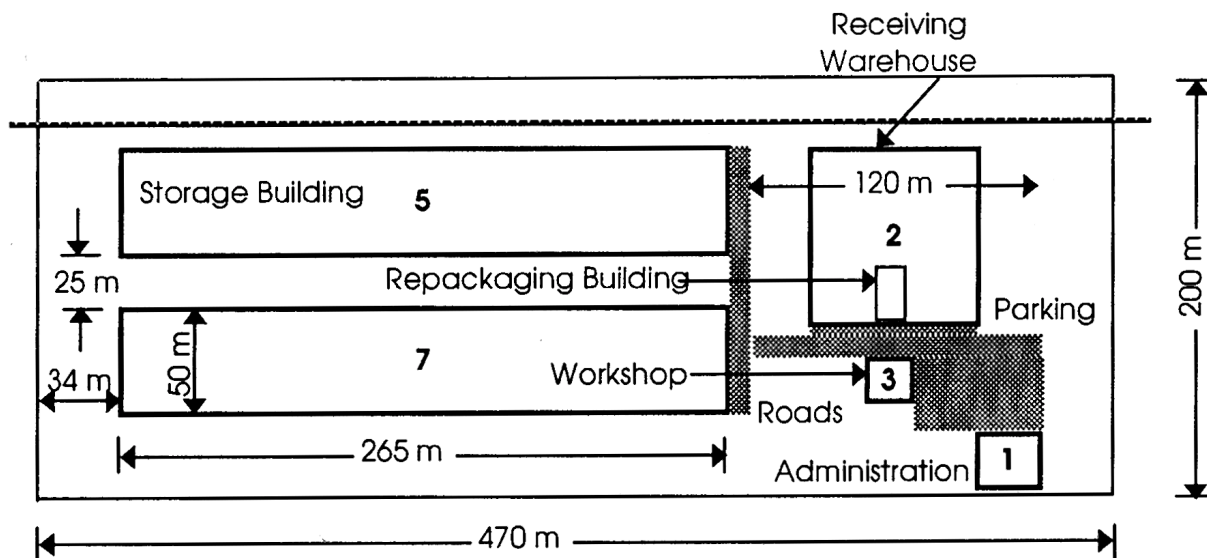 Receiving
Warehouse
Storage Building
5
120 m
2
25 m
Repackaging Building
200 m
Parking
34 m
50 m
7
Workshop
3
Roads
265 m
Administration
1
470 m